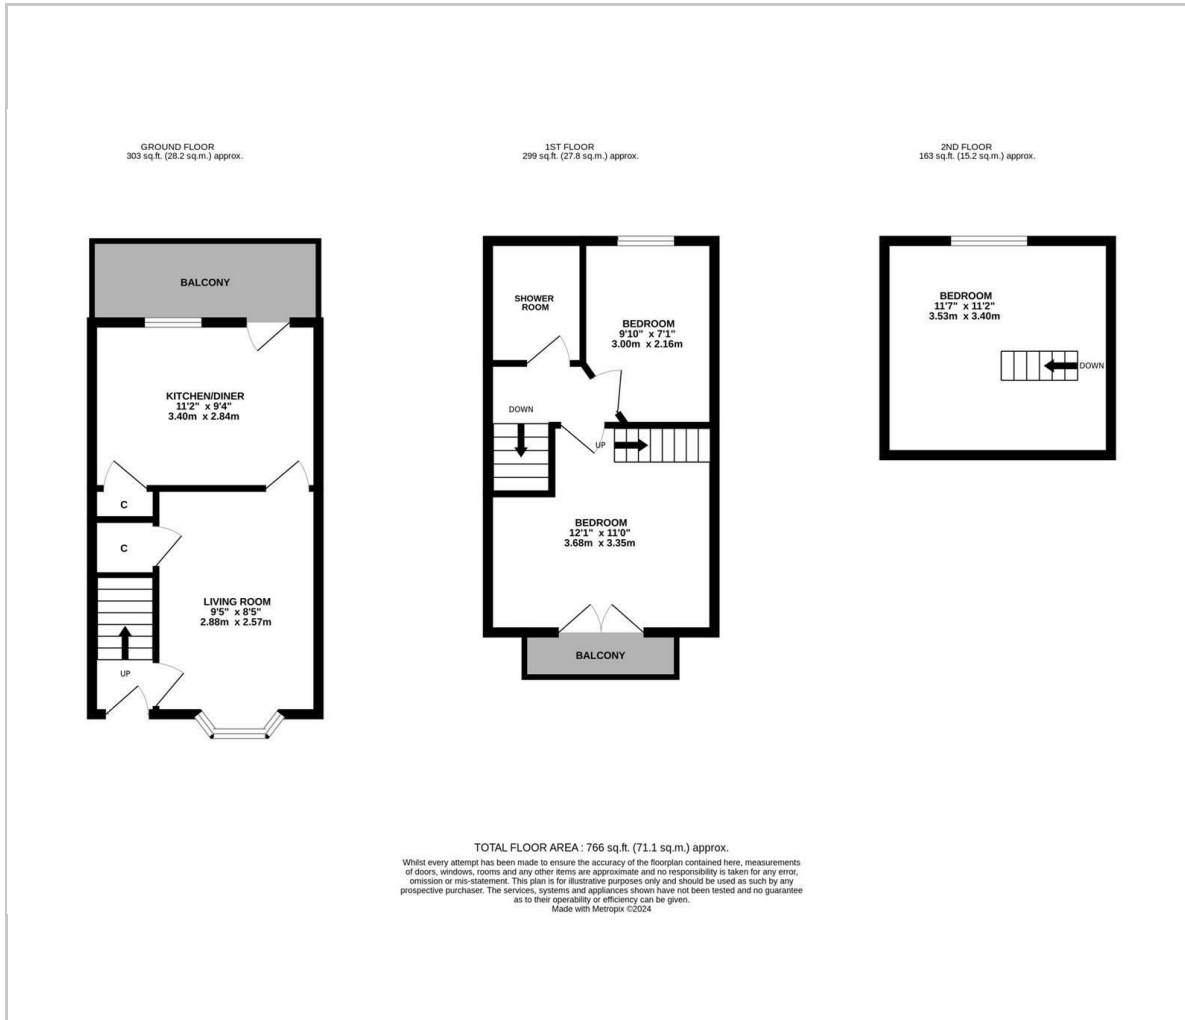 GROUND FLOOR
303 sq.ft. (28.2 sq.m.) approx.
1ST FLOOR
299 sq.ft. (27.8 sq.m.) approx.
2ND FLOOR
163 sq.ft. (15.2 sq.m.) approx.
BALCONY
KITCHEN/DINER
11'2" x 9'4"
3.40m x 2.84m
C
C
LIVING ROOM
9'5" x 8'5"
2.88m x 2.57m
UP
SHOWER
ROOM
BEDROOM
9'10" x 7'1"
3.00m x 2.16m
DOWN
UP
BEDROOM
12'1" x 11'0"
3.68m x 3.35m
BALCONY
BEDROOM
11'7" x 11'2"
3.53m x 3.40m
DOWN
TOTAL FLOOR AREA : 766 sq.ft. (71.1 sq.m.) approx.
Whilst every attempt has been made to ensure the accuracy of the floorplan contained here, measurements
of doors, windows, rooms and any other items are approximate and no responsibility is taken for any error,
omission or mis-statement. This plan is for illustrative purposes only and should be used as such by any
prospective purchaser. The services, systems and appliances shown have not been tested and no guarantee
as to their operability or efficiency can be given.
Made with Metropix ©2024